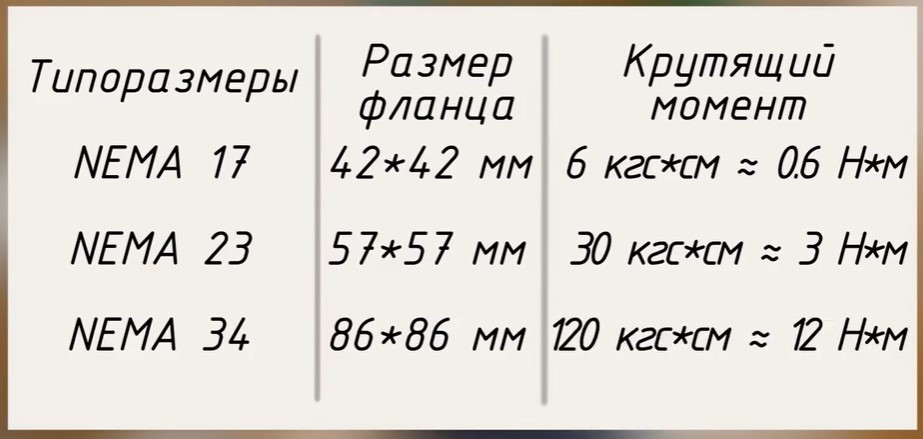 Типоразмеры Размер фланца Крутящий момент
NEMA 17 42*42 мм 6 кгс*см ≈ 0.6 Н*м
NEMA 23 57*57 мм 30 кгс*см ≈ 3 Н*м
NEMA 34 86*86 мм 120 кгс*см ≈ 12 Н*м